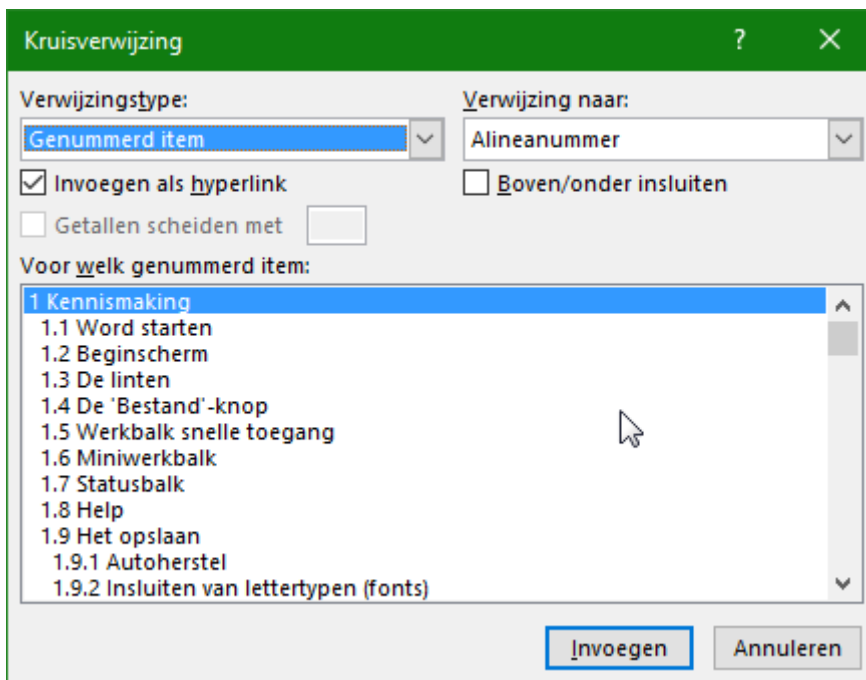 Kruisverwijzing ?
Verwijzingstype: Verwijzing naar:
Genummerd item Alineanummer
Invoegen als hyperlink Boven/onder insluiten
Getallen scheiden met
Voor welk genummerd item:
1 Kennismaking
1.1 Word starten
1.2 Beginscherm
1.3 De linten
1.4 De 'Bestand'-knop
1.5 Werkbalk snelle toegang
1.6 Miniwerkbalk
1.7 Statusbalk
1.8 Help
1.9 Het opslaan
1.9.1 Autoherstel
1.9.2 Insluiten van lettertypen (fonts)
Invoegen Annuleren